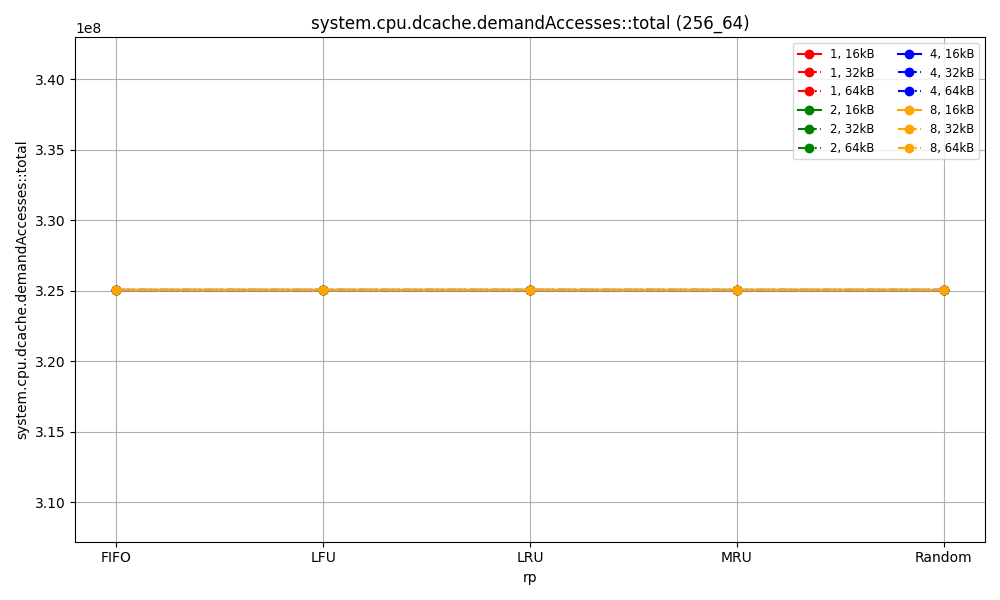 system.cpu.dcache.demandAccesses::total (256_64)
1e8
3.40
3.35
3.30
3.25
3.20
3.15
3.10
system.cpu.dcache.demandAccesses::total
1, 16kB
1, 32kB
1, 64kB
2, 16kB
2, 32kB
2, 64kB
4, 16kB
4, 32kB
4, 64kB
8, 16kB
8, 32kB
8, 64kB
FIFO LFU LRU MRU Random
rp